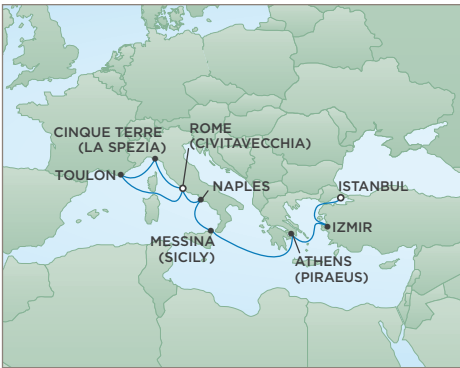 CINQUE TERRE
(LA SPEZIA)
ROME
(CIVITAVECCHIA)
TOULON
NAPLES
ISTANBUL
MESSINA
(SICILY)
IZMIR
ATHENS
(PIRAEUS)